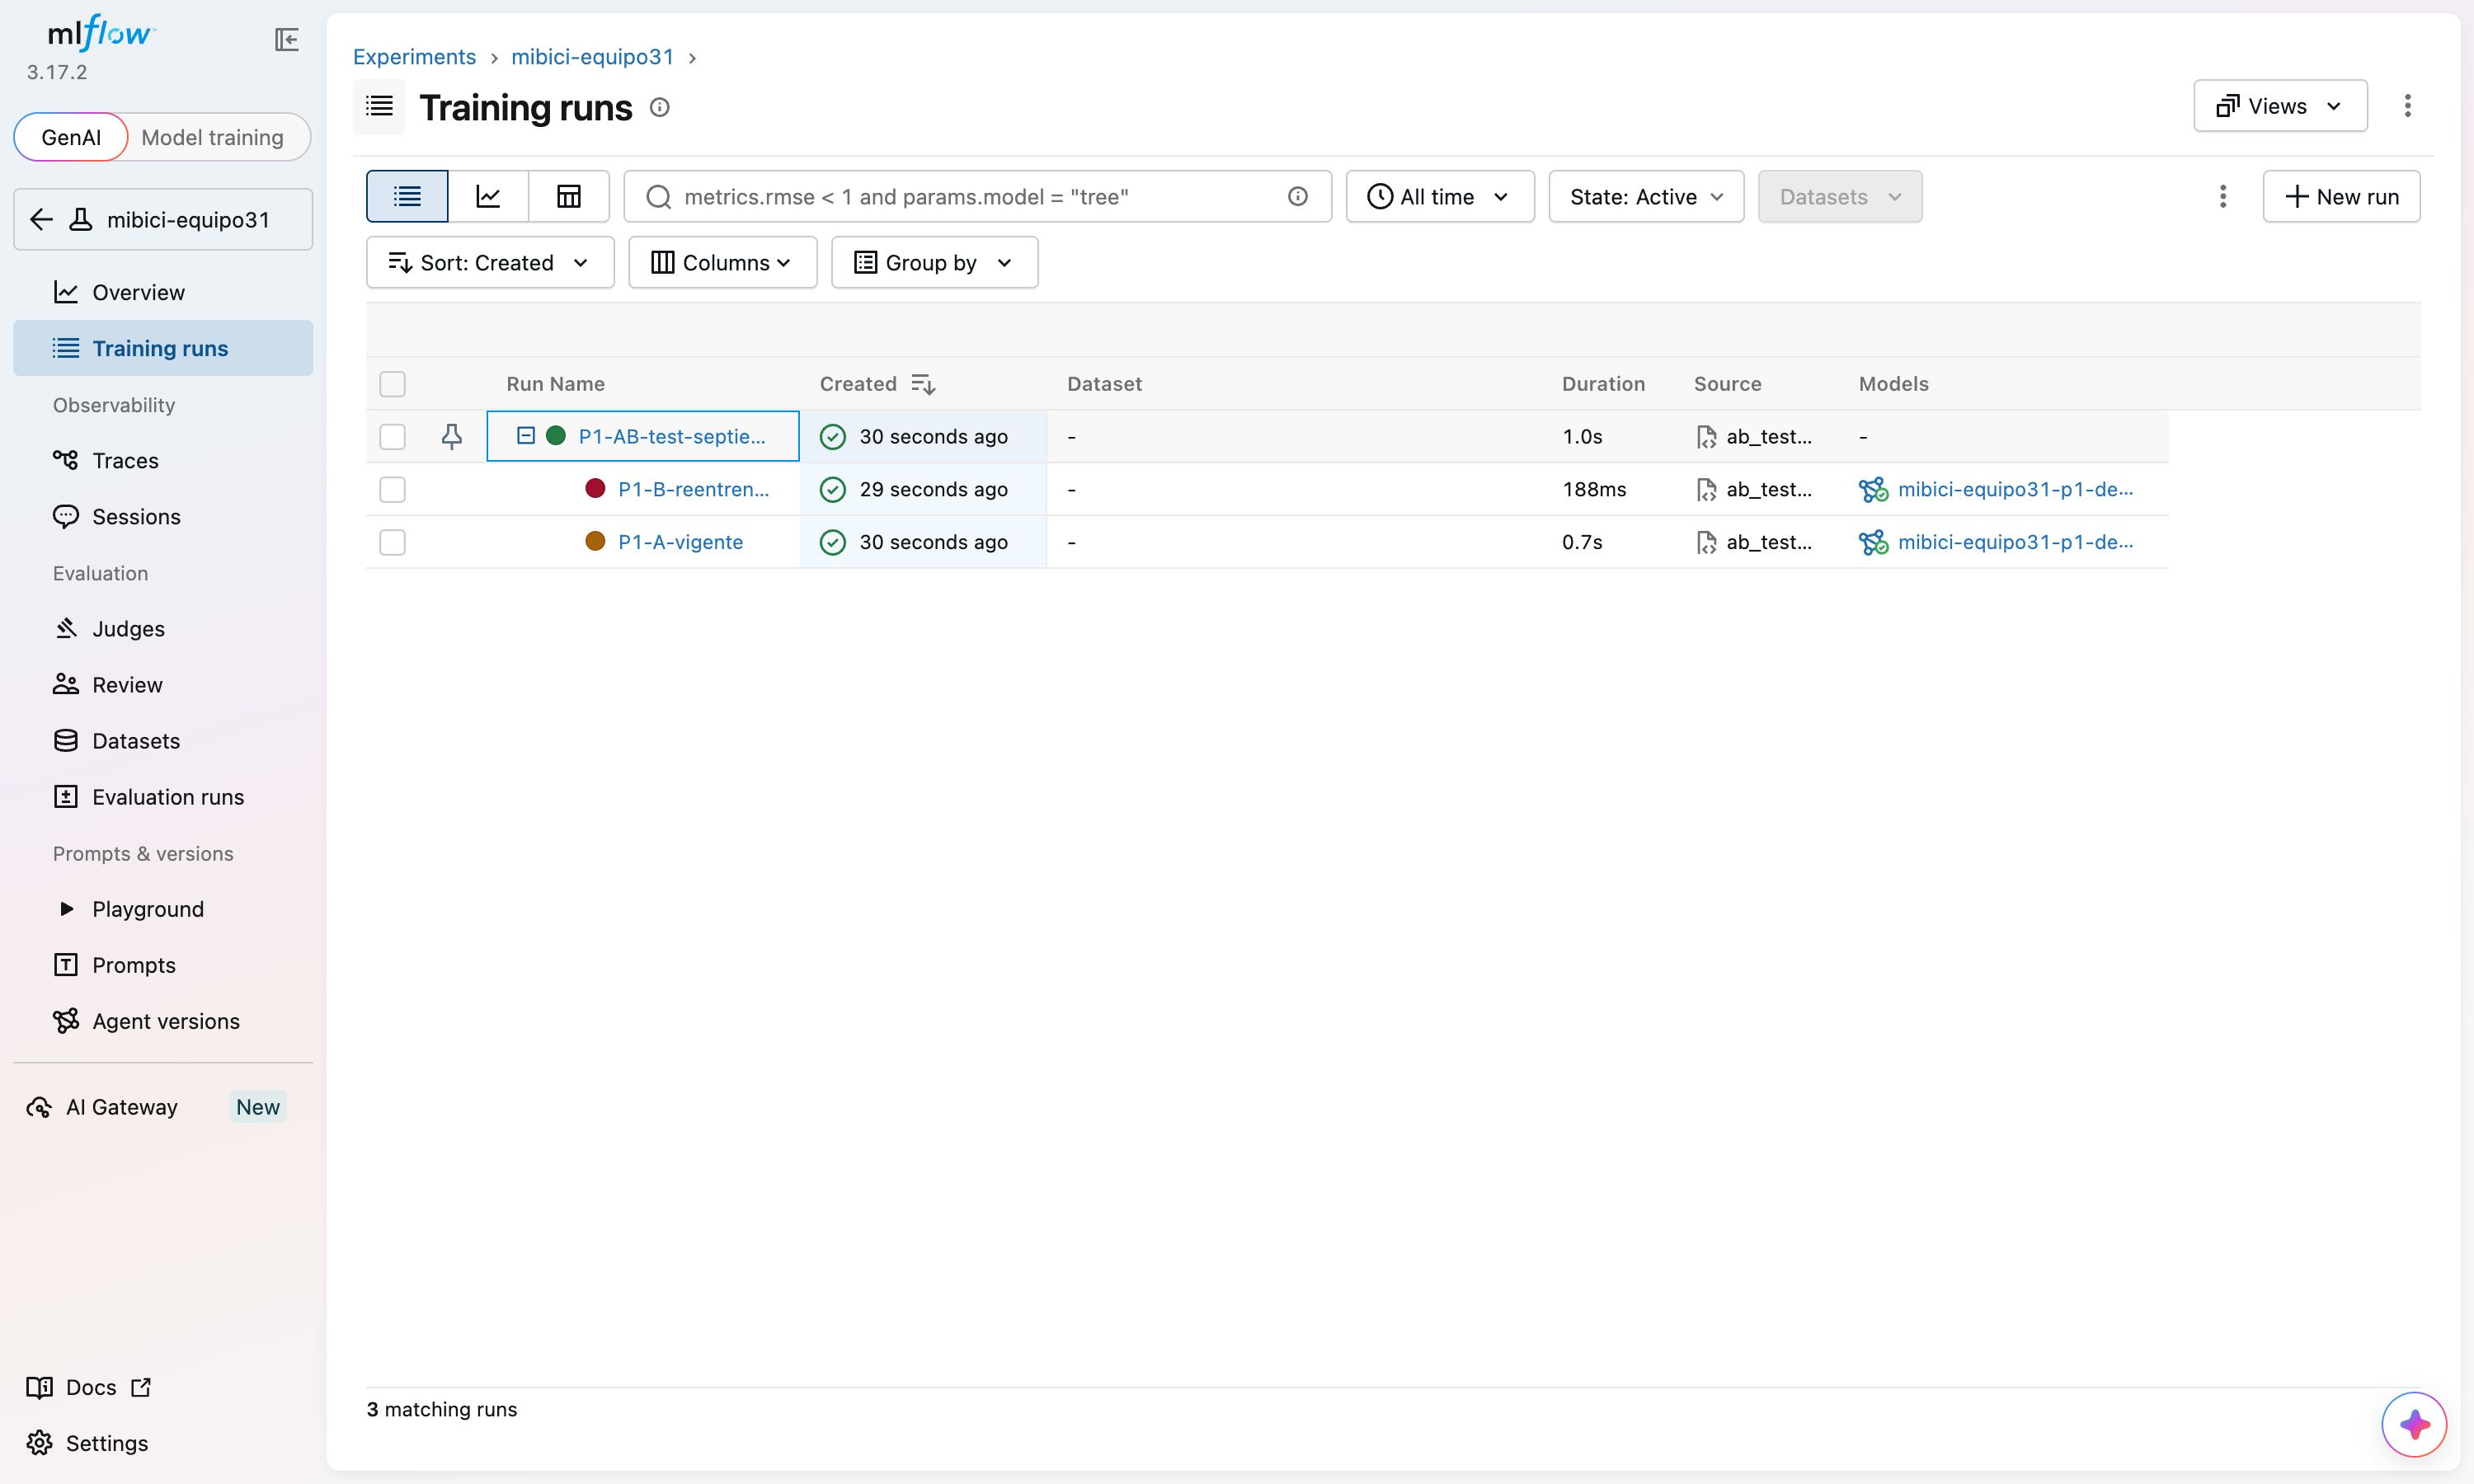 mlflow
3.17.2
GenAI
Model training
mibici-equipo31
Overview
Training runs
Observability
Traces
Sessions
Evaluation
Judges
Review
Datasets
Evaluation runs
Prompts & versions
Playground
Prompts
Agent versions
AI Gateway New
Docs
Settings
Experiments > mibici-equipo31 >
Training runs
Views
metrics.rmse < 1 and params.model = "tree"
All time
State: Active
Datasets
New run
Sort: Created
Columns
Group by
Run Name Created Dataset Duration Source Models
P1-AB-test-septie... 30 seconds ago - 1.0s ab_test... -
P1-B-reentren... 29 seconds ago - 188ms ab_test... mibici-equipo31-p1-de...
P1-A-vigente 30 seconds ago - 0.7s ab_test... mibici-equipo31-p1-de...
3 matching runs